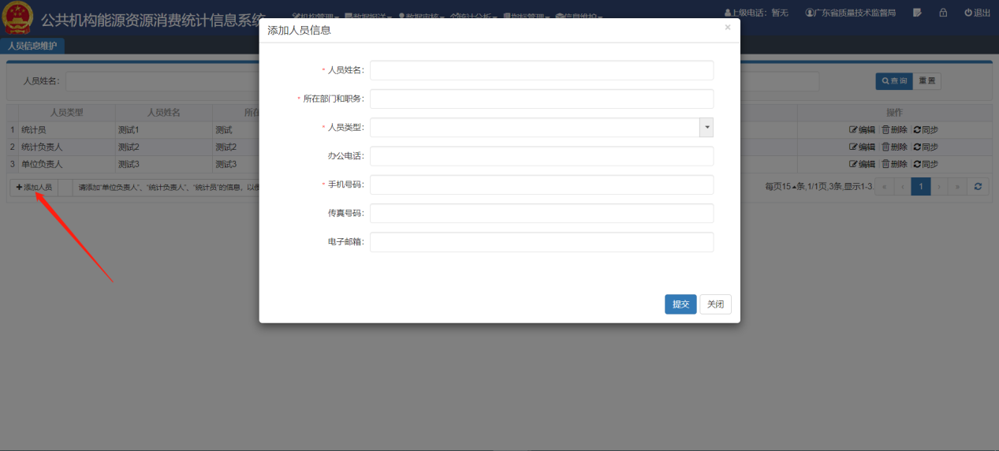 公共机构能源资源消费统计信息系统
机构管理 数据报送 数据审核 统计分析 指标管理 信息维护
上级电话：暂无 广东省质量技术监督局 退出
人员信息维护
添加人员信息 ×
人员姓名：
查询 重置
* 人员姓名：
* 所在部门和职务：
* 人员类型：
办公电话：
* 手机号码：
传真号码：
电子邮箱：
提交 关闭
人员类型 人员姓名 所在 操作
1 统计员 测试1 测试 编辑 删除 同步
2 统计负责人 测试2 测试2 编辑 删除 同步
3 单位负责人 测试3 测试3 编辑 删除 同步
添加人员 请添加“单位负责人”、“统计负责人”、“统计员”的信息，以
每页15条,1/1页,3条,显示1-3. « ‹ 1 › »